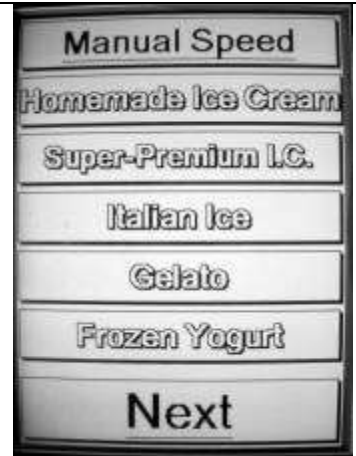 Manual Speed
Homemade Ice Cream
Super-Premium I.C.
Italian Ice
Gelato
Frozen Yogurt
Next